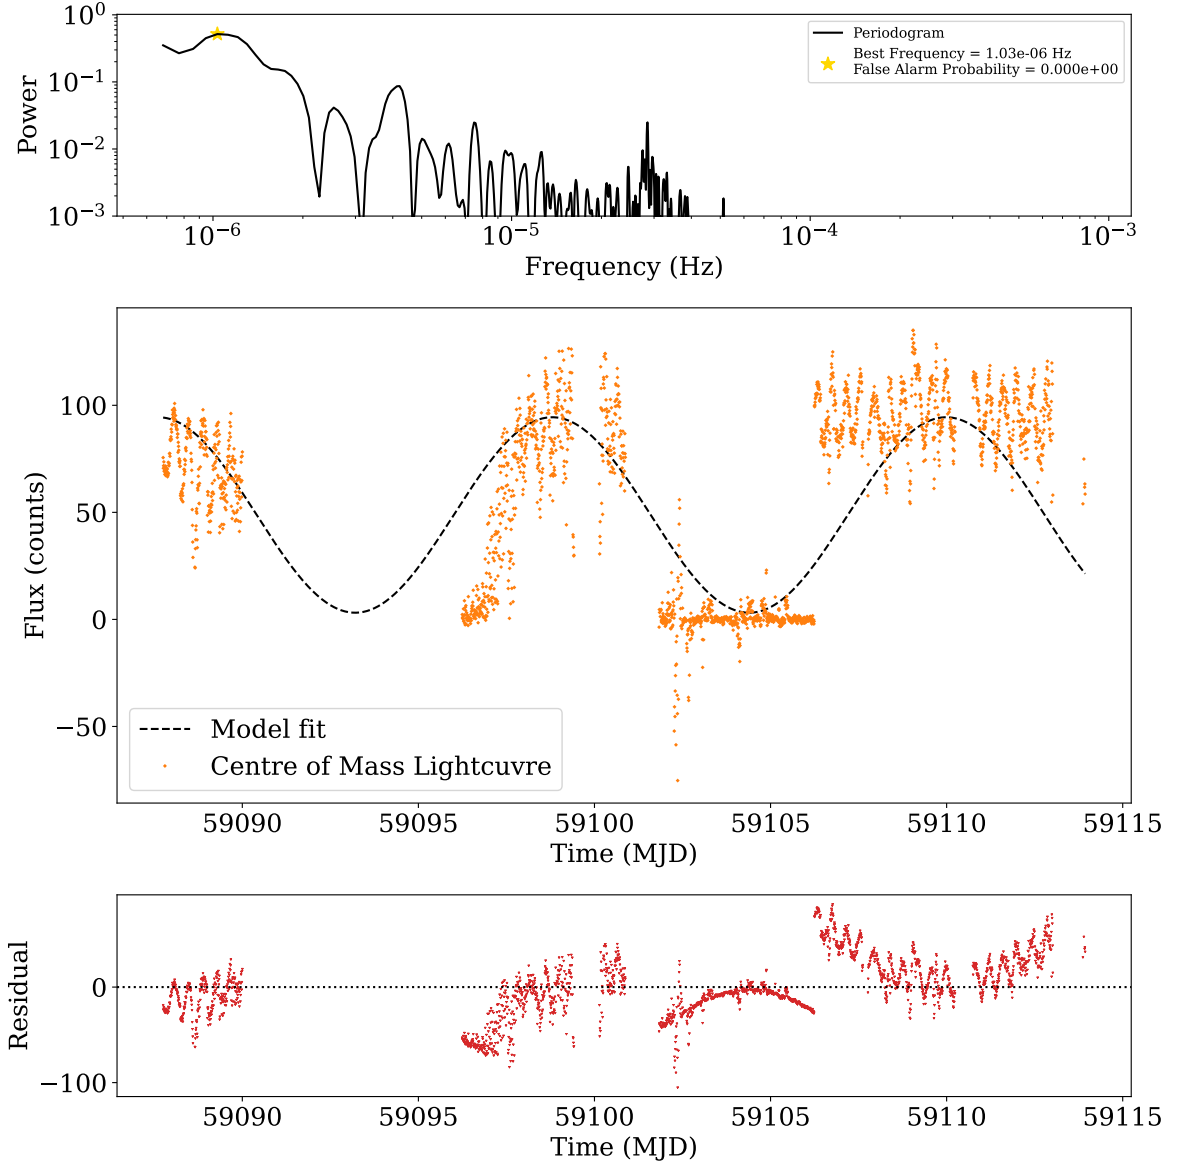 10⁰
10⁻¹
10⁻²
10⁻³
Power
Periodogram
Best Frequency = 1.03e-06 Hz
False Alarm Probability = 0.000e+00
10⁻⁶ 10⁻⁵ 10⁻⁴ 10⁻³
Frequency (Hz)
100
50
0
−50
Flux (counts)
Model fit
Centre of Mass Lightcuvre
59090 59095 59100 59105 59110 59115
Time (MJD)
0
−100
Residual
59090 59095 59100 59105 59110 59115
Time (MJD)